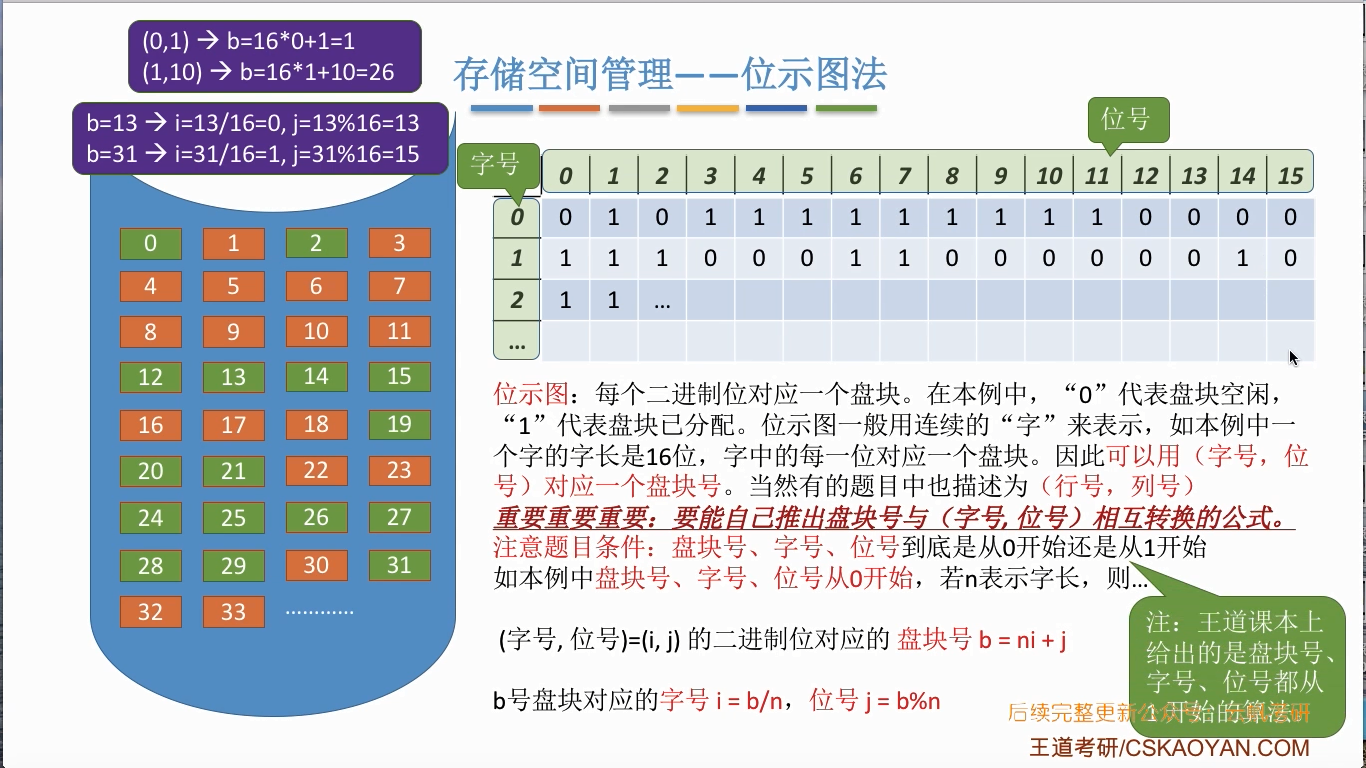 (0,1) → b=16*0+1=1
(1,10) → b=16*1+10=26
存储空间管理——位示图法
b=13 → i=13/16=0, j=13%16=13
b=31 → i=31/16=1, j=31%16=15
位号
字号
0 1 2 3 4 5 6 7 8 9 10 11 12 13 14 15
0 0 1 0 1 1 1 1 1 1 1 1 1 0 0 0 0
1 1 1 1 0 0 0 1 1 0 0 0 0 0 0 1 0
2 1 1 ...
...
0 1 2 3
4 5 6 7
8 9 10 11
12 13 14 15
16 17 18 19
20 21 22 23
24 25 26 27
28 29 30 31
32 33 …………
位示图：每个二进制位对应一个盘块。在本例中，“0”代表盘块空闲，
“1”代表盘块已分配。位示图一般用连续的“字”来表示，如本例中一
个字的字长是16位，字中的每一位对应一个盘块。因此可以用（字号，位
号）对应一个盘块号。当然有的题目中也描述为（行号，列号）
重要重要重要：要能自己推出盘块号与（字号, 位号）相互转换的公式。
注意题目条件：盘块号、字号、位号到底是从0开始还是从1开始
如本例中盘块号、字号、位号从0开始，若n表示字长，则...
(字号, 位号)=(i, j) 的二进制位对应的 盘块号 b = ni + j
b号盘块对应的字号 i = b/n，位号 j = b%n
注：王道课本上
给出的是盘块号、
字号、位号都从
1开始的算法
后续完整更新公众号：考研
王道考研/CSKAOYAN.COM